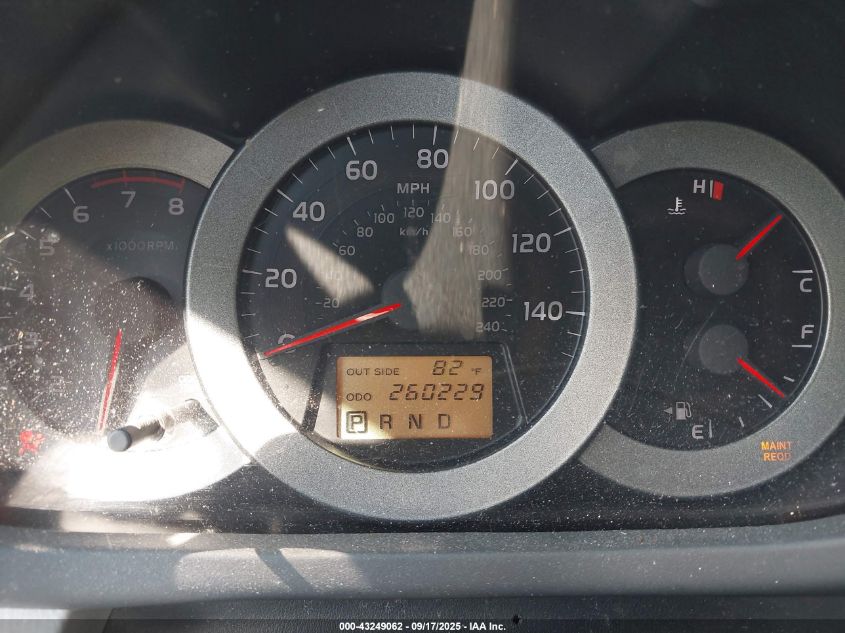 4 5 6 7 8
x1000RPM
0 20 40 60 80 100 120 140
MPH
20 40 60 80 100 120 140 160 180 200 220 240
km/h
OUT SIDE 82 °F
ODO 260229
P R N D
H
C
F
E
MAINT
REQD
000-43249062 - 09/17/2025 - IAA Inc.